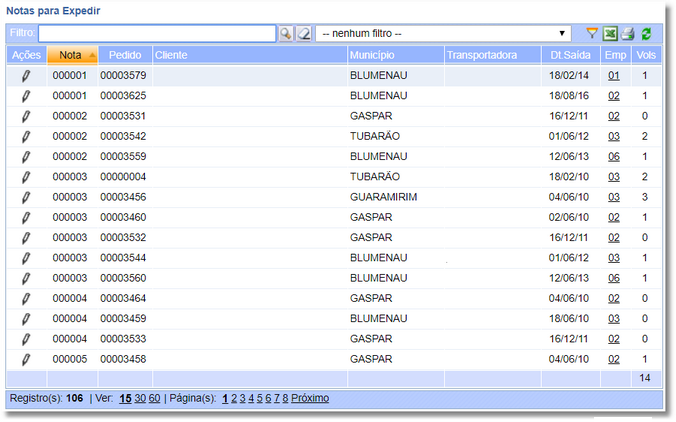 Notas para Expedir
Filtro: -- nenhum filtro --
Ações Nota Pedido Cliente Município Transportadora Dt.Saída Emp Vols
000001 00003579 BLUMENAU 18/02/14 01 1
000001 00003625 BLUMENAU 18/08/16 02 1
000002 00003531 GASPAR 16/12/11 02 0
000002 00003542 TUBARÃO 01/06/12 03 2
000002 00003559 BLUMENAU 12/06/13 06 1
000003 00000004 TUBARÃO 18/02/10 03 2
000003 00003456 GUARAMIRIM 04/06/10 03 3
000003 00003460 GASPAR 02/06/10 02 1
000003 00003532 GASPAR 16/12/11 02 0
000003 00003544 BLUMENAU 01/06/12 03 1
000003 00003560 BLUMENAU 12/06/13 06 1
000004 00003464 GASPAR 04/06/10 02 0
000004 00003459 BLUMENAU 18/06/10 03 0
000004 00003533 GASPAR 16/12/11 02 0
000005 00003458 GASPAR 04/06/10 02 1
14
Registro(s): 106 | Ver: 15 30 60 | Página(s): 1 2 3 4 5 6 7 8 Próximo